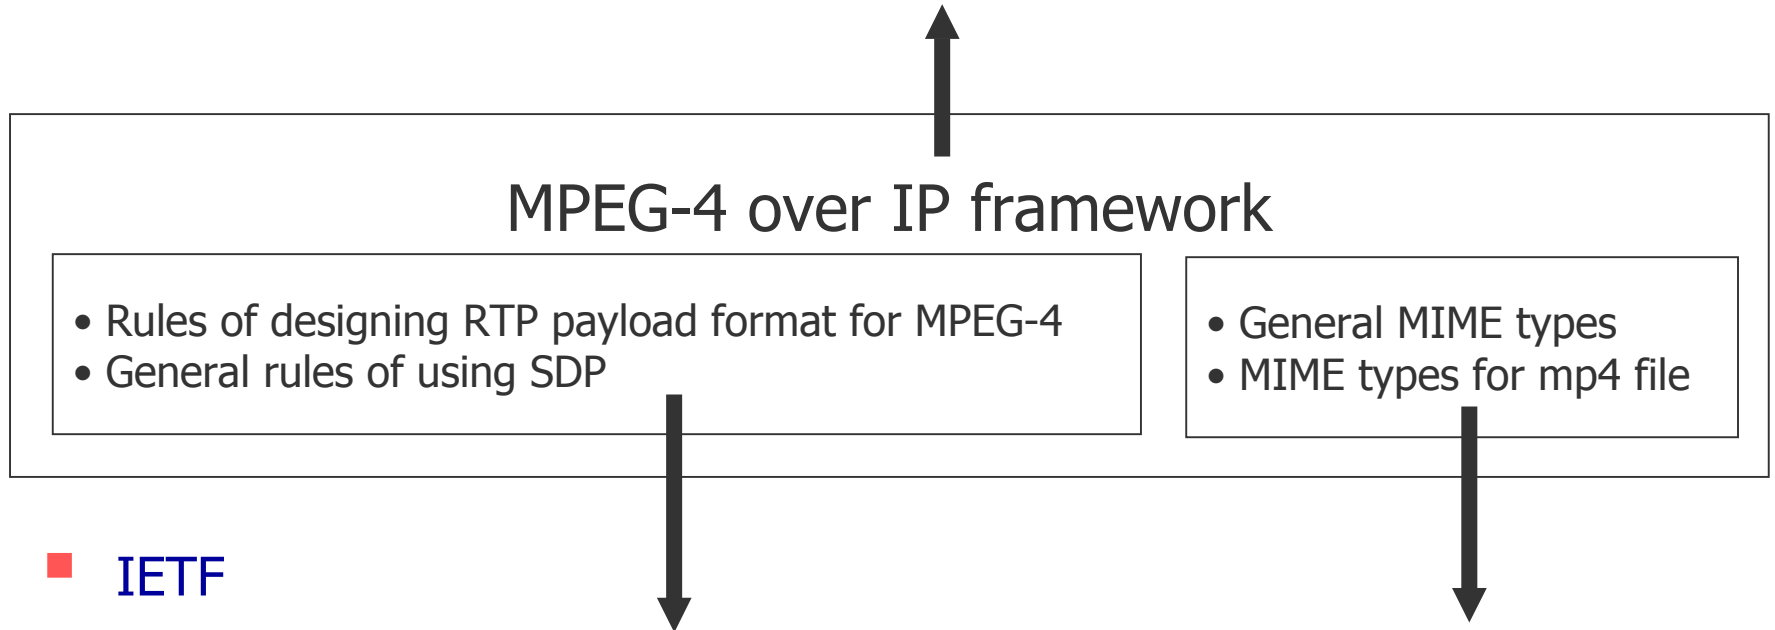 MPEG-4 over IP framework
• Rules of designing RTP payload format for MPEG-4
• General rules of using SDP
• General MIME types
• MIME types for mp4 file
IETF